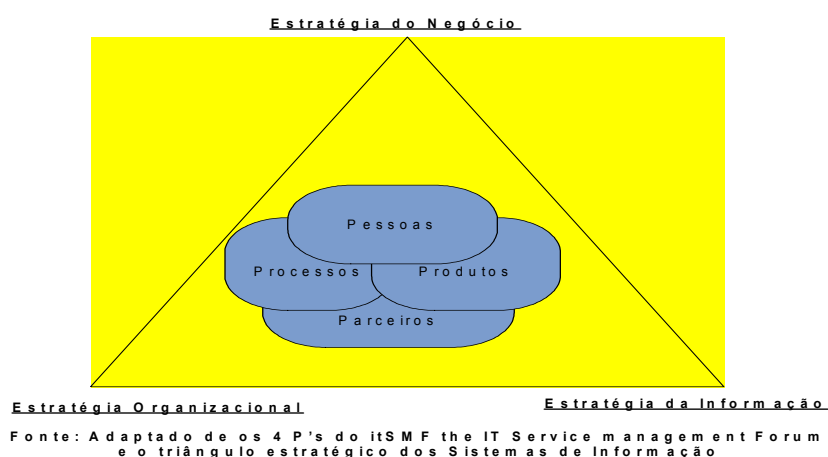 Estratégia do Negócio
Pessoas
Processos
Produtos
Parceiros
Estratégia Organizacional
Estratégia da Informação
Fonte: Adaptado de os 4 P's do itSMF the IT Service management Forum
e o triângulo estratégico dos Sistemas de Informação